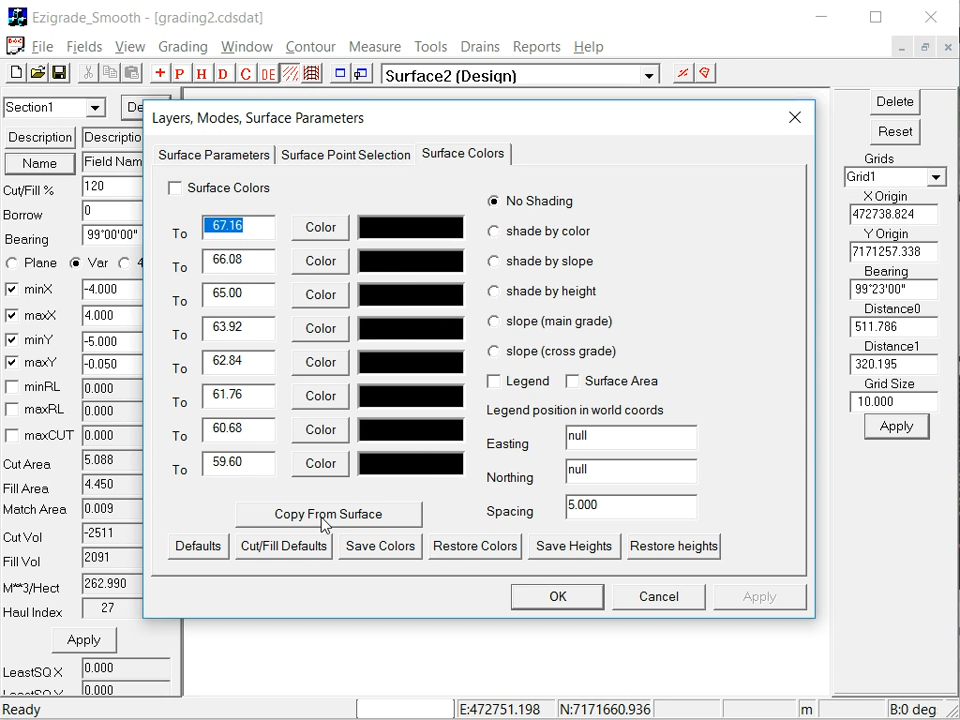 Ezigrade_Smooth - [grading2.cdsdat]
File Fields View Grading Window Contour Measure Tools Drains Reports Help
+ P H D C DE Surface2 (Design)
Section1
Description
Name Field Nam
Cut/Fill % 120
Borrow 0
Bearing 99°00'00"
Plane Var 4
minX -4.000
maxX 4.000
minY -5.000
maxY -0.050
minRL 0.000
maxRL 0.000
maxCUT 0.000
Cut Area 5.088
Fill Area 4.450
Match Area 0.009
Cut Vol -2511
Fill Vol 2091
M**3/Hect 262.990
Haul Index 27
Apply
LeastSQ X 0.000
0.000
Layers, Modes, Surface Parameters
Surface Parameters Surface Point Selection Surface Colors
Surface Colors
To 67.16 Color
To 66.08 Color
To 65.00 Color
To 63.92 Color
To 62.84 Color
To 61.76 Color
To 60.68 Color
To 59.60 Color
No Shading
shade by color
shade by slope
shade by height
slope (main grade)
slope (cross grade)
Legend Surface Area
Legend position in world coords
Easting null
Northing null
Spacing 5.000
Copy From Surface
Defaults Cut/Fill Defaults Save Colors Restore Colors Save Heights Restore heights
OK Cancel Apply
Delete
Reset
Grids
Grid1
X Origin
472738.824
Y Origin
7171257.338
Bearing
99°23'00"
Distance0
511.786
Distance1
320.195
Grid Size
10.000
Apply
Ready E:472751.198 N:7171660.936 m B:0 deg